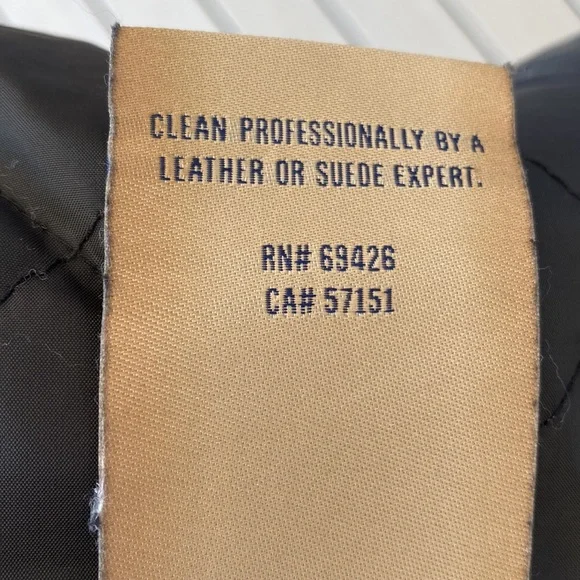 CLEAN PROFESSIONALLY BY A
LEATHER OR SUEDE EXPERT.
RN# 69426
CA# 57151